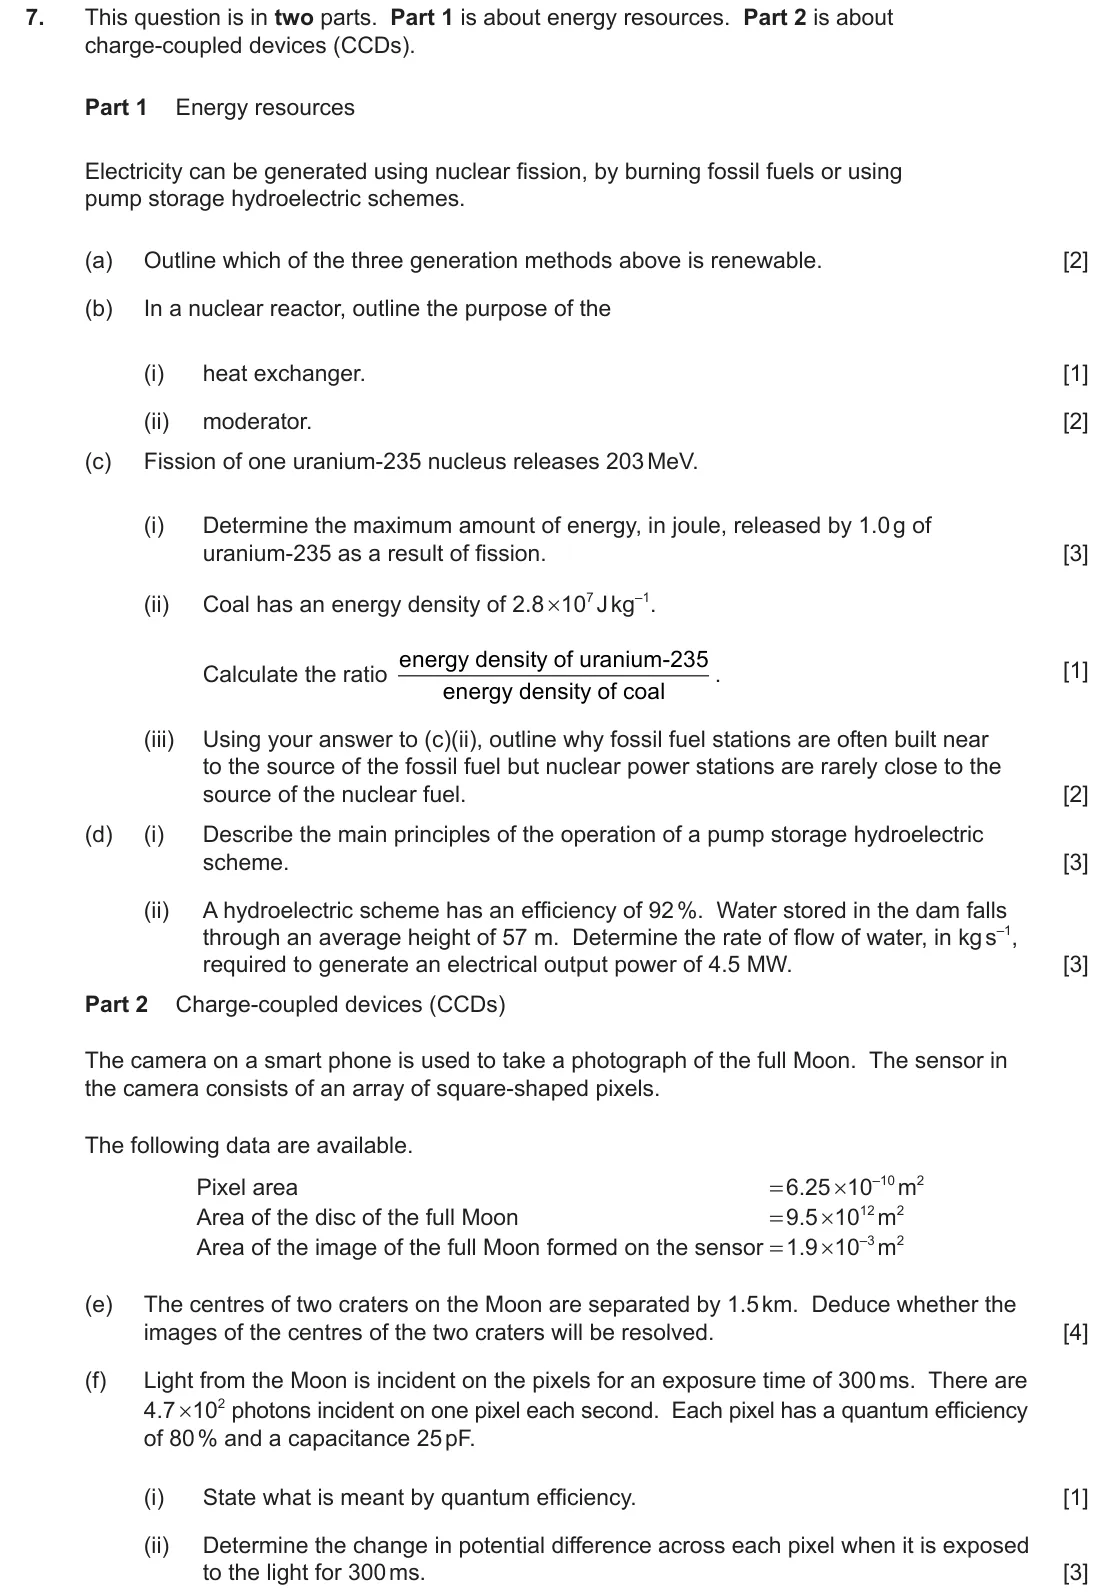 7. This question is in two parts. Part 1 is about energy resources. Part 2 is about
charge-coupled devices (CCDs).
Part 1 Energy resources
Electricity can be generated using nuclear fission, by burning fossil fuels or using
pump storage hydroelectric schemes.
(a) Outline which of the three generation methods above is renewable. [2]
(b) In a nuclear reactor, outline the purpose of the
(i) heat exchanger. [1]
(ii) moderator. [2]
(c) Fission of one uranium-235 nucleus releases 203 MeV.
(i) Determine the maximum amount of energy, in joule, released by 1.0 g of
uranium-235 as a result of fission. [3]
(ii) Coal has an energy density of 2.8×10⁷ J kg⁻¹.
energy density of uranium-235
Calculate the ratio ———————————— . [1]
energy density of coal
(iii) Using your answer to (c)(ii), outline why fossil fuel stations are often built near
to the source of the fossil fuel but nuclear power stations are rarely close to the
source of the nuclear fuel. [2]
(d) (i) Describe the main principles of the operation of a pump storage hydroelectric
scheme. [3]
(ii) A hydroelectric scheme has an efficiency of 92 %. Water stored in the dam falls
through an average height of 57 m. Determine the rate of flow of water, in kg s⁻¹,
required to generate an electrical output power of 4.5 MW. [3]
Part 2 Charge-coupled devices (CCDs)
The camera on a smart phone is used to take a photograph of the full Moon. The sensor in
the camera consists of an array of square-shaped pixels.
The following data are available.
Pixel area =6.25×10⁻¹⁰ m²
Area of the disc of the full Moon =9.5×10¹² m²
Area of the image of the full Moon formed on the sensor =1.9×10⁻³ m²
(e) The centres of two craters on the Moon are separated by 1.5 km. Deduce whether the
images of the centres of the two craters will be resolved. [4]
(f) Light from the Moon is incident on the pixels for an exposure time of 300 ms. There are
4.7×10² photons incident on one pixel each second. Each pixel has a quantum efficiency
of 80 % and a capacitance 25 pF.
(i) State what is meant by quantum efficiency. [1]
(ii) Determine the change in potential difference across each pixel when it is exposed
to the light for 300 ms. [3]